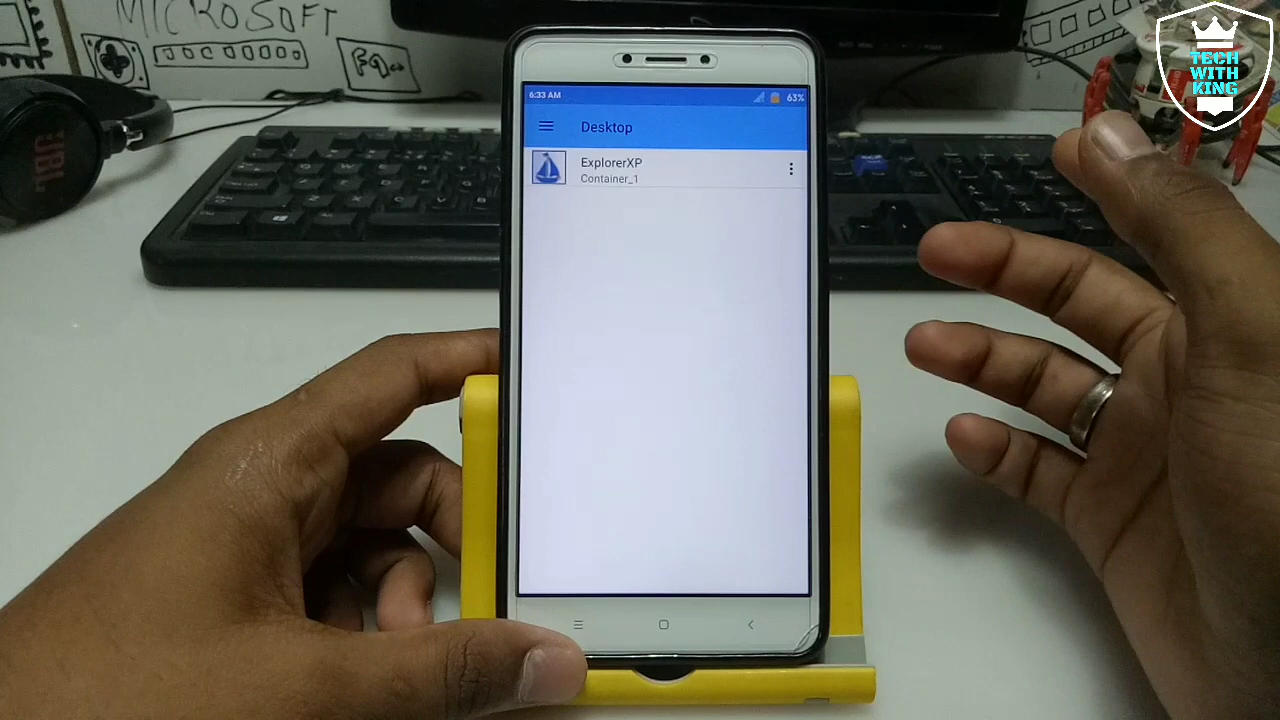 MICROSOFT
TECH
WITH
KING
JBL
6:33 AM
63%
Desktop
ExplorerXP
Container_1